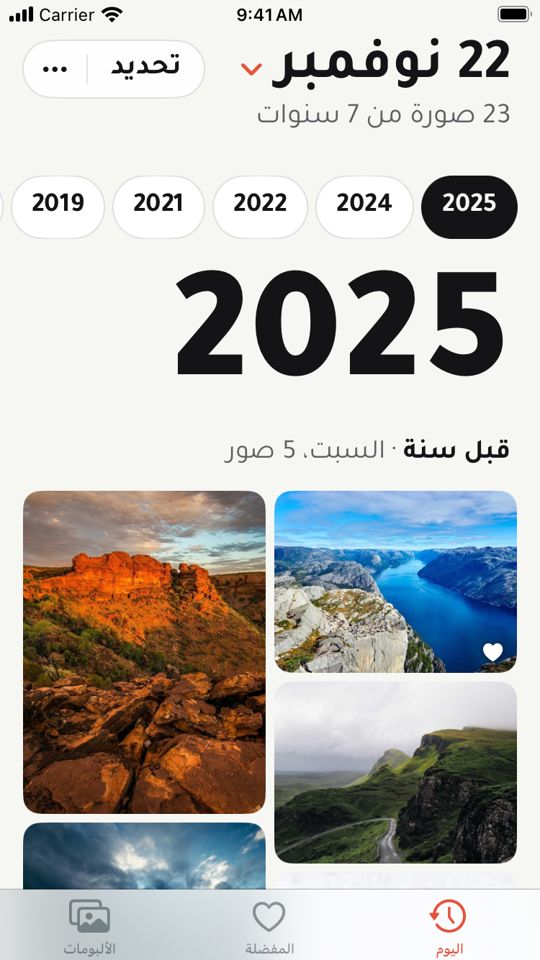 Carrier 9:41 AM
22 نوفمبر
تحديد
23 صورة من 7 سنوات
2025 2024 2022 2021 2019
2025
قبل سنة · السبت، 5 صور
اليوم المفضلة الألبومات